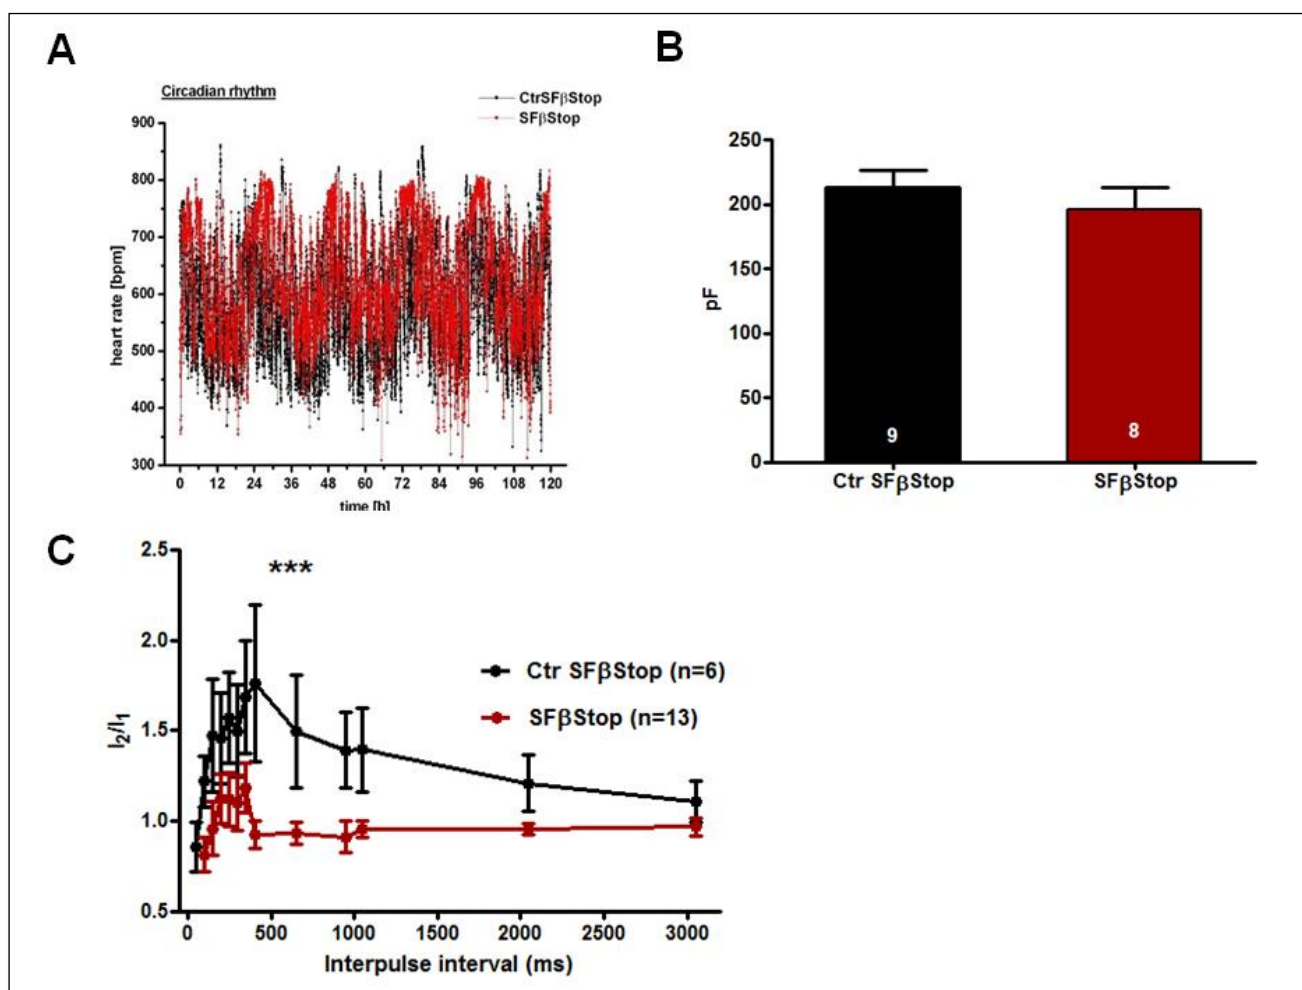 A
Circadian rhythm
CtrSFβStop
SFβStop
900
800
700
600
500
400
300
heart rate [bpm]
0 12 24 36 48 60 72 84 96 108 120
time [h]
B
250
200
150
100
50
0
pF
9
8
Ctr SFβStop
SFβStop
C
2.5
2.0
1.5
1.0
0.5
I2/I1
***
Ctr SFβStop (n=6)
SFβStop (n=13)
0 500 1000 1500 2000 2500 3000
Interpulse interval (ms)